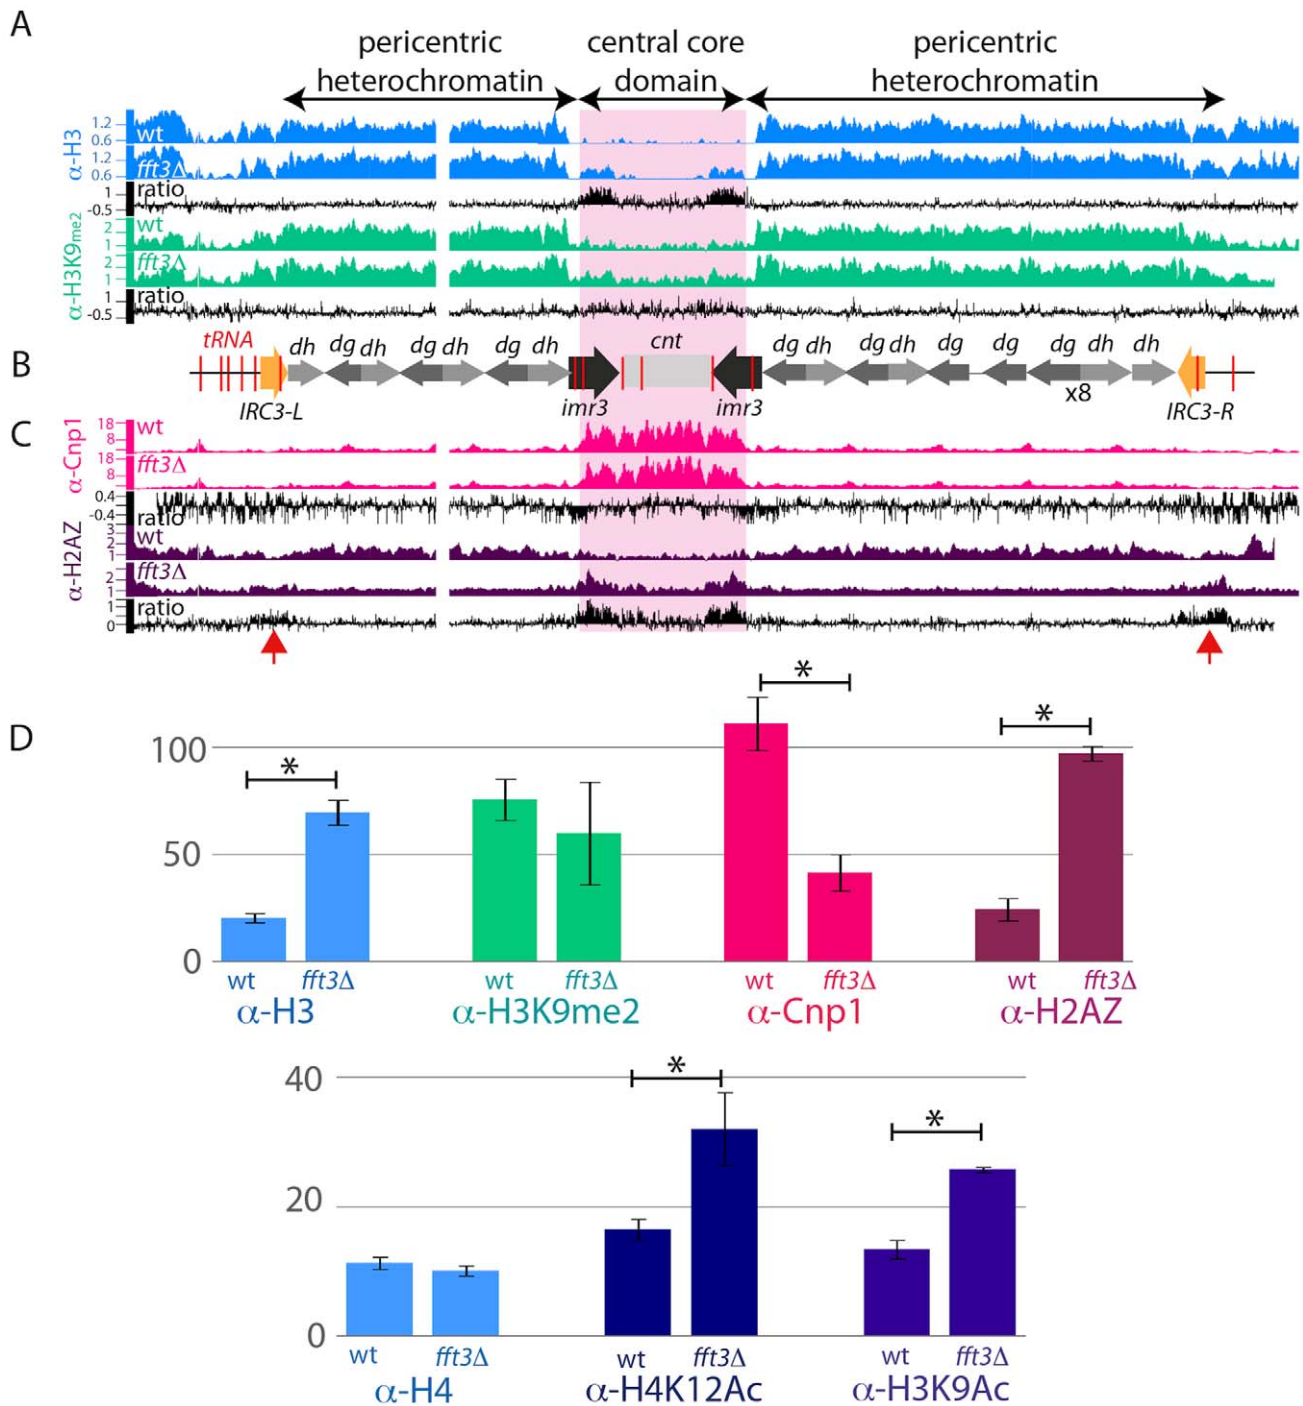 A
pericentric heterochromatin
central core domain
pericentric heterochromatin
α-H3
1.2
0.6
wt
1.2
0.6
fft3Δ
1
-0.5
ratio
α-H3K9me2
2
1
wt
2
1
fft3Δ
1
-0.5
ratio
B
tRNA
dh dg dh dg dh dg dh cnt dg dh dg dh dg dg dg dh dh
x8
IRC3-L imr3 imr3 IRC3-R
C
α-Cnp1
18
8
wt
18
8
fft3Δ
0.4
-0.4
ratio
α-H2AZ
3
2
1
wt
2
1
fft3Δ
1
0
ratio
D
100
50
0
* * *
wt fft3Δ wt fft3Δ wt fft3Δ wt fft3Δ
α-H3 α-H3K9me2 α-Cnp1 α-H2AZ
40
20
0
* *
wt fft3Δ wt fft3Δ wt fft3Δ
α-H4 α-H4K12Ac α-H3K9Ac